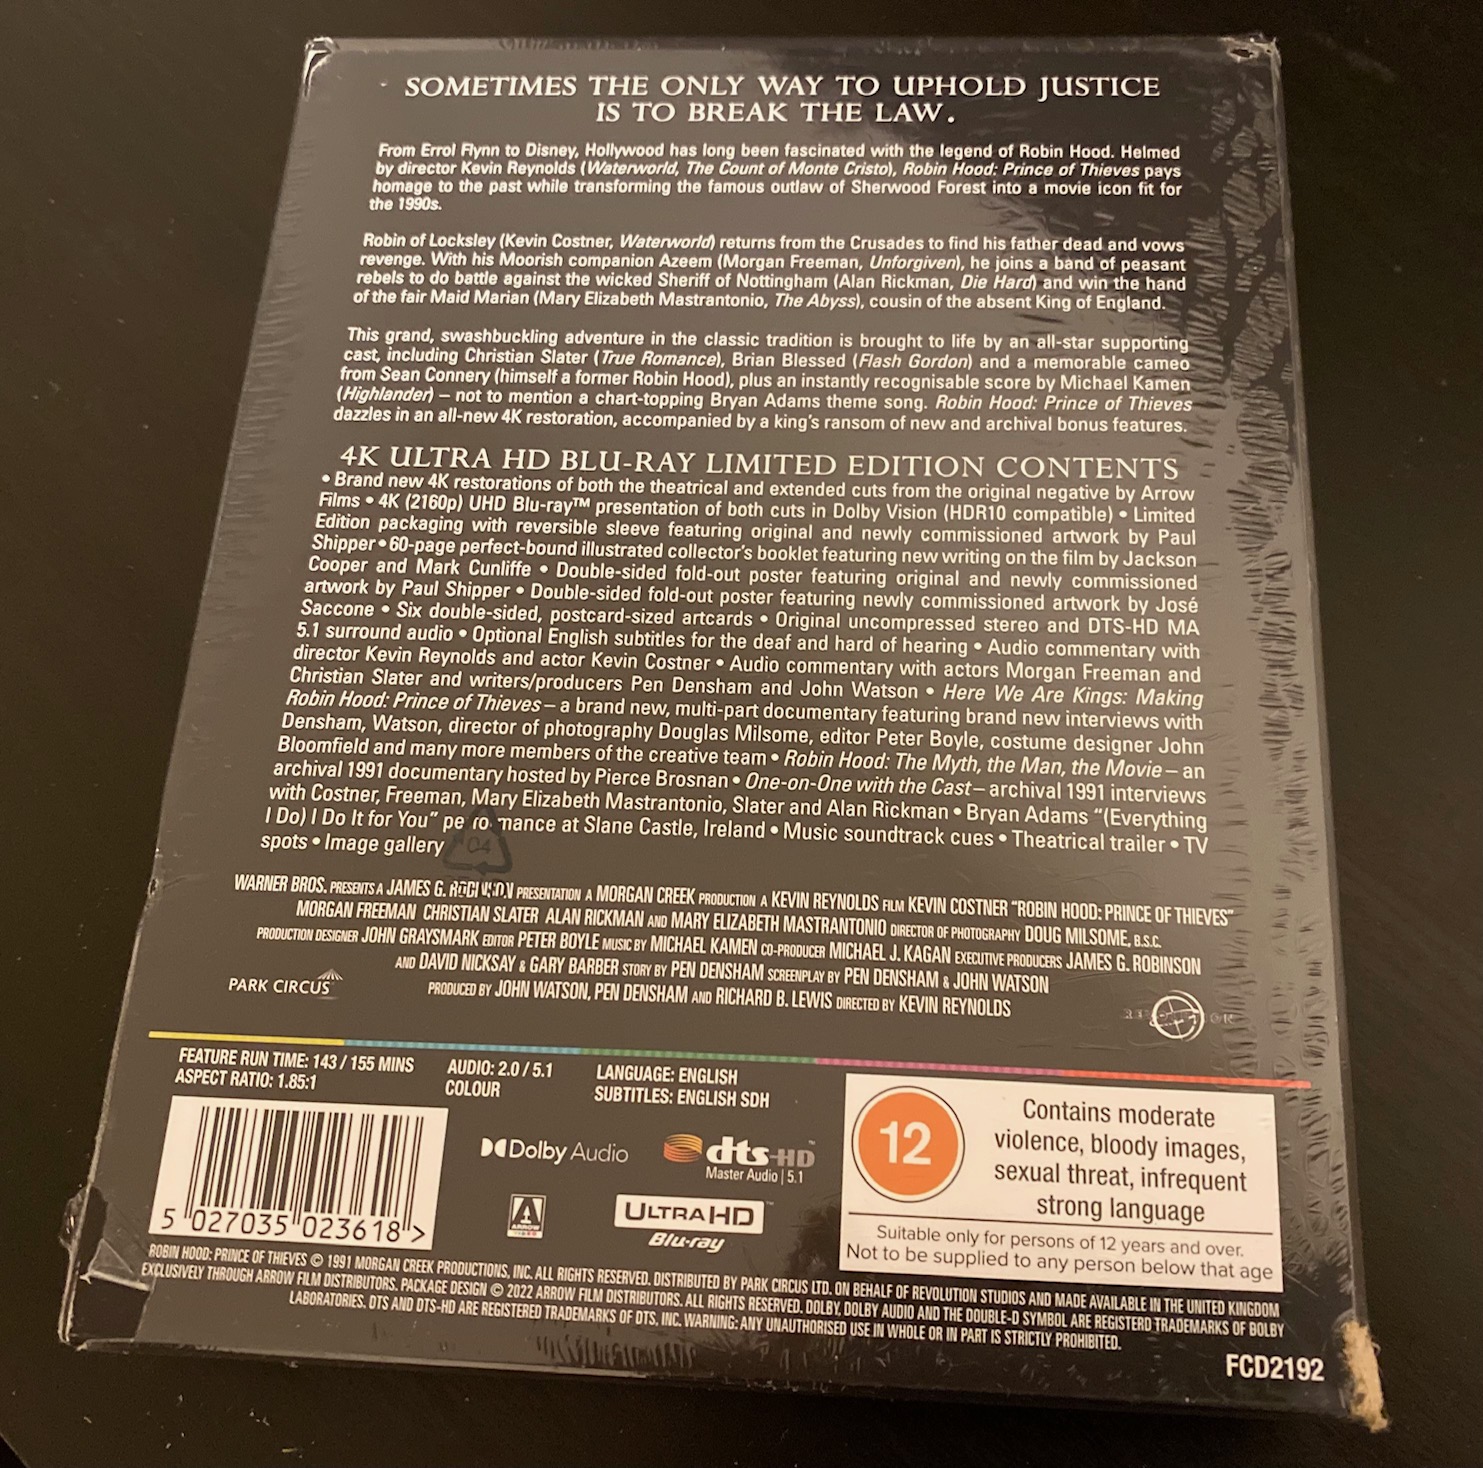 SOMETIMES THE ONLY WAY TO UPHOLD JUSTICE
IS TO BREAK THE LAW.
From Errol Flynn to Disney, Hollywood has long been fascinated with the legend of Robin Hood. Helmed
by director Kevin Reynolds (Waterworld, The Count of Monte Cristo), Robin Hood: Prince of Thieves pays
homage to the past while transforming the famous outlaw of Sherwood Forest into a movie icon fit for
the 1990s.
Robin of Locksley (Kevin Costner, Waterworld) returns from the Crusades to find his father dead and vows
revenge. With his Moorish companion Azeem (Morgan Freeman, Unforgiven), he joins a band of peasant
rebels to do battle against the wicked Sheriff of Nottingham (Alan Rickman, Die Hard) and win the hand
of the fair Maid Marian (Mary Elizabeth Mastrantonio, The Abyss), cousin of the absent King of England.
This grand, swashbuckling adventure in the classic tradition is brought to life by an all-star supporting
cast, including Christian Slater (True Romance), Brian Blessed (Flash Gordon) and a memorable cameo
from Sean Connery (himself a former Robin Hood), plus an instantly recognisable score by Michael Kamen
(Highlander) – not to mention a chart-topping Bryan Adams theme song. Robin Hood: Prince of Thieves
dazzles in an all-new 4K restoration, accompanied by a king's ransom of new and archival bonus features.
4K ULTRA HD BLU-RAY LIMITED EDITION CONTENTS
• Brand new 4K restorations of both the theatrical and extended cuts from the original negative by Arrow
Films • 4K (2160p) UHD Blu-ray™ presentation of both cuts in Dolby Vision (HDR10 compatible) • Limited
Edition packaging with reversible sleeve featuring original and newly commissioned artwork by Paul
Shipper • 60-page perfect-bound illustrated collector's booklet featuring new writing on the film by Jackson
Cooper and Mark Cunliffe • Double-sided fold-out poster featuring original and newly commissioned
artwork by Paul Shipper • Double-sided fold-out poster featuring newly commissioned artwork by José
Saccone • Six double-sided, postcard-sized artcards • Original uncompressed stereo and DTS-HD MA
5.1 surround audio • Optional English subtitles for the deaf and hard of hearing • Audio commentary with
director Kevin Reynolds and actor Kevin Costner • Audio commentary with actors Morgan Freeman and
Christian Slater and writers/producers Pen Densham and John Watson • Here We Are Kings: Making
Robin Hood: Prince of Thieves – a brand new, multi-part documentary featuring brand new interviews with
Densham, Watson, director of photography Douglas Milsome, editor Peter Boyle, costume designer John
Bloomfield and many more members of the creative team • Robin Hood: The Myth, the Man, the Movie – an
archival 1991 documentary hosted by Pierce Brosnan • One-on-One with the Cast – archival 1991 interviews
with Costner, Freeman, Mary Elizabeth Mastrantonio, Slater and Alan Rickman • Bryan Adams "(Everything
I Do) I Do It for You" performance at Slane Castle, Ireland • Music soundtrack cues • Theatrical trailer • TV
spots • Image gallery
04
WARNER BROS. PRESENTS A JAMES G. ROBINSON PRESENTATION A MORGAN CREEK PRODUCTION A KEVIN REYNOLDS FILM KEVIN COSTNER "ROBIN HOOD: PRINCE OF THIEVES"
MORGAN FREEMAN CHRISTIAN SLATER ALAN RICKMAN AND MARY ELIZABETH MASTRANTONIO DIRECTOR OF PHOTOGRAPHY DOUG MILSOME, B.S.C.
PRODUCTION DESIGNER JOHN GRAYSMARK EDITOR PETER BOYLE MUSIC BY MICHAEL KAMEN CO-PRODUCER MICHAEL J. KAGAN EXECUTIVE PRODUCERS JAMES G. ROBINSON
AND DAVID NICKSAY & GARY BARBER STORY BY PEN DENSHAM SCREENPLAY BY PEN DENSHAM & JOHN WATSON
PRODUCED BY JOHN WATSON, PEN DENSHAM AND RICHARD B. LEWIS DIRECTED BY KEVIN REYNOLDS
PARK CIRCUS
FEATURE RUN TIME: 143 / 155 MINS
ASPECT RATIO: 1.85:1
AUDIO: 2.0 / 5.1
COLOUR
LANGUAGE: ENGLISH
SUBTITLES: ENGLISH SDH
5 027035 023618 >
Dolby Audio
dts-HD
Master Audio | 5.1
ARROW
ULTRA HD
Blu-ray
12
Contains moderate
violence, bloody images,
sexual threat, infrequent
strong language
Suitable only for persons of 12 years and over.
Not to be supplied to any person below that age
ROBIN HOOD: PRINCE OF THIEVES © 1991 MORGAN CREEK PRODUCTIONS, INC. ALL RIGHTS RESERVED. DISTRIBUTED BY PARK CIRCUS LTD. ON BEHALF OF REVOLUTION STUDIOS AND MADE AVAILABLE IN THE UNITED KINGDOM
EXCLUSIVELY THROUGH ARROW FILM DISTRIBUTORS. PACKAGE DESIGN © 2022 ARROW FILM DISTRIBUTORS. ALL RIGHTS RESERVED. DOLBY, DOLBY AUDIO AND THE DOUBLE-D SYMBOL ARE REGISTERD TRADEMARKS OF DOLBY
LABORATORIES. DTS AND DTS-HD ARE REGISTERED TRADEMARKS OF DTS, INC. WARNING: ANY UNAUTHORISED USE IN WHOLE OR IN PART IS STRICTLY PROHIBITED.
FCD2192